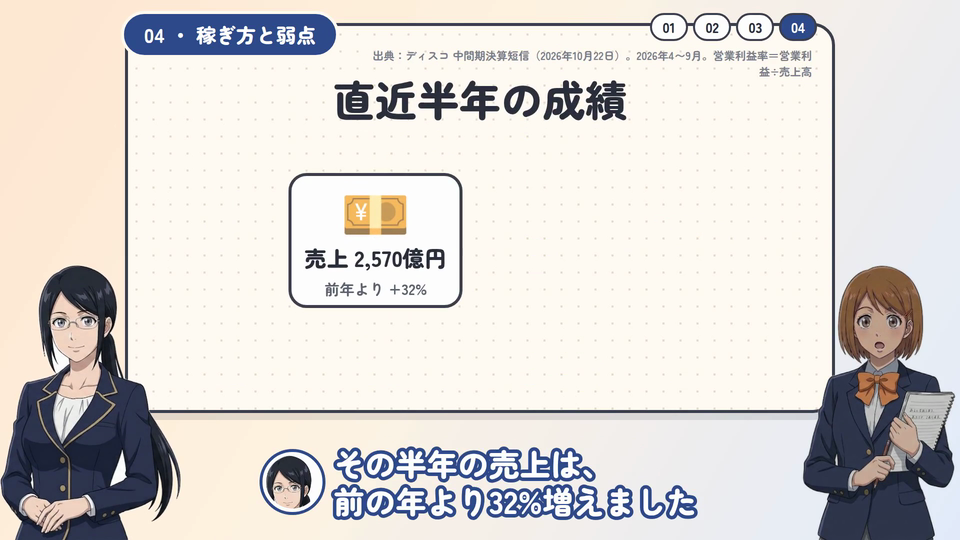 04 ・ 稼ぎ方と弱点
01 02 03 04
出典：ディスコ 中間期決算短信（2026年10月22日）。2026年4〜9月。営業利益率＝営業利
益÷売上高
直近半年の成績
¥
売上 2,570億円
前年より ＋32%
その半年の売上は、
前の年より32%増えました